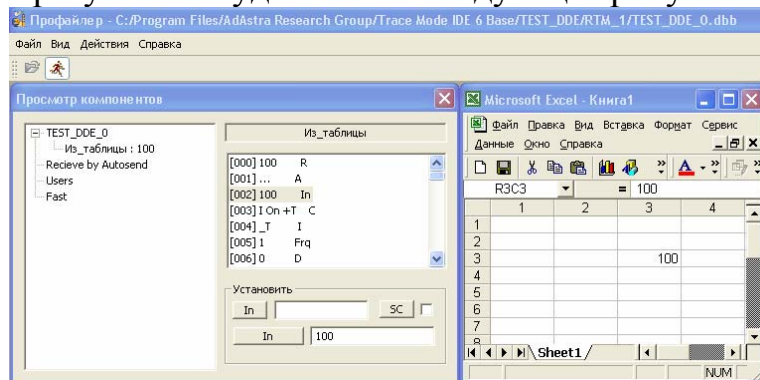 Профайлер - C:/Program Files/AdAstra Research Group/Trace Mode IDE 6 Base/TEST_DDE/RTM_1/TEST_DDE_0.dbb
Файл Вид Действия Справка
Просмотр компонентов
TEST_DDE_0
Из_таблицы : 100
Recieve by Autosend
Users
Fast
Из_таблицы
[000] 100 R
[001] ... A
[002] 100 In
[003] I On +T C
[004] _T I
[005] 1 Frq
[006] 0 D
Установить
In SC
In 100
Microsoft Excel - Книга1
Файл Правка Вид Вставка Формат Сервис
Данные Окно Справка
R3C3 = 100
1 2 3 4
1
2
3 100
4
5
6
7
8
Sheet1
NUM